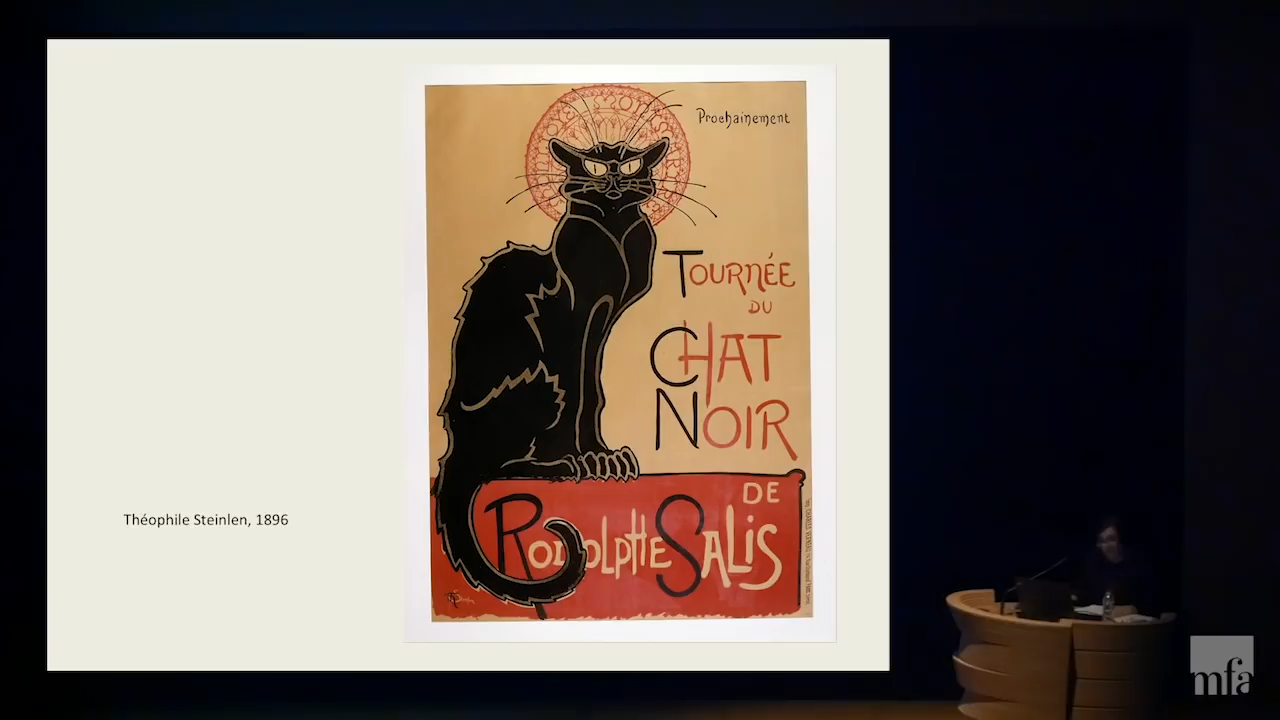 Prochainement
TOURNÉE
DU
CHAT
NOIR
DE
RODOLPHE SALIS
Théophile Steinlen, 1896
mfa